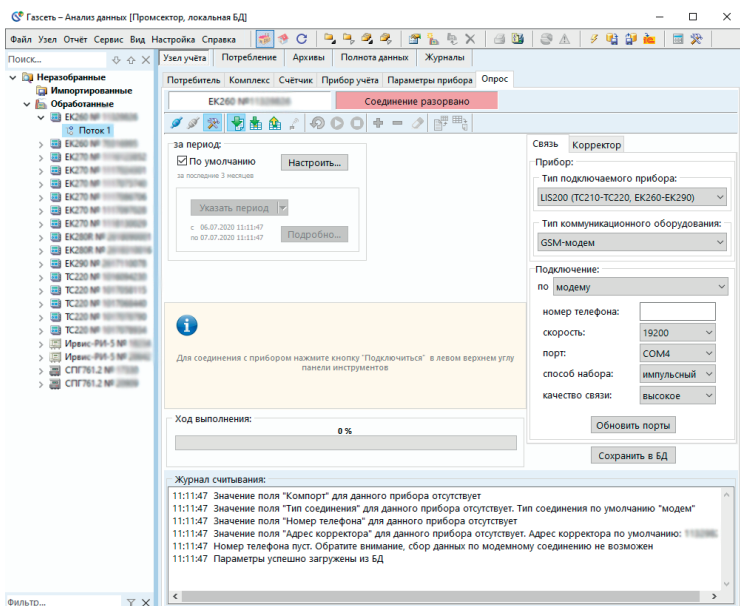 Газсеть – Анализ данных [Промсектор, локальная БД]
Файл Узел Отчёт Сервис Вид Настройка Справка
Поиск...
Узел учёта Потребление Архивы Полнота данных Журналы
Неразобранные
Импортированные
Обработанные
EK260 №
Поток 1
EK260 №
EK270 №
EK270 №
EK270 №
EK270 №
EK270 №
EK270 №
EK280R №
EK280R №
EK290 №
TC220 №
TC220 №
TC220 №
TC220 №
TC220 №
Ирвис-РИ-5 №
Ирвис-РИ-5 №
СПГ761.2 №
СПГ761.2 №
Фильтр...
Потребитель Комплекс Счётчик Прибор учёта Параметры прибора Опрос
EK260 №
Соединение разорвано
за период:
По умолчанию
Настроить...
за последние 3 месяцев
Указать период
с 06.07.2020 11:11:47
по 07.07.2020 11:11:47
Подробно...
Для соединения с прибором нажмите кнопку "Подключиться" в левом верхнем углу
панели инструментов
Ход выполнения:
0 %
Связь Корректор
Прибор:
Тип подключаемого прибора:
LIS200 (TC210-TC220, EK260-EK290)
Тип коммуникационного оборудования:
GSM-модем
Подключение:
по модему
номер телефона:
скорость: 19200
порт: COM4
способ набора: импульсный
качество связи: высокое
Обновить порты
Сохранить в БД
Журнал считывания:
11:11:47 Значение поля "Компорт" для данного прибора отсутствует
11:11:47 Значение поля "Тип соединения" для данного прибора отсутствует. Тип соединения по умолчанию "модем"
11:11:47 Значение поля "Номер телефона" для данного прибора отсутствует
11:11:47 Значение поля "Адрес корректора" для данного прибора отсутствует. Адрес корректора по умолчанию:
11:11:47 Номер телефона пуст. Обратите внимание, сбор данных по модемному соединению не возможен
11:11:47 Параметры успешно загружены из БД